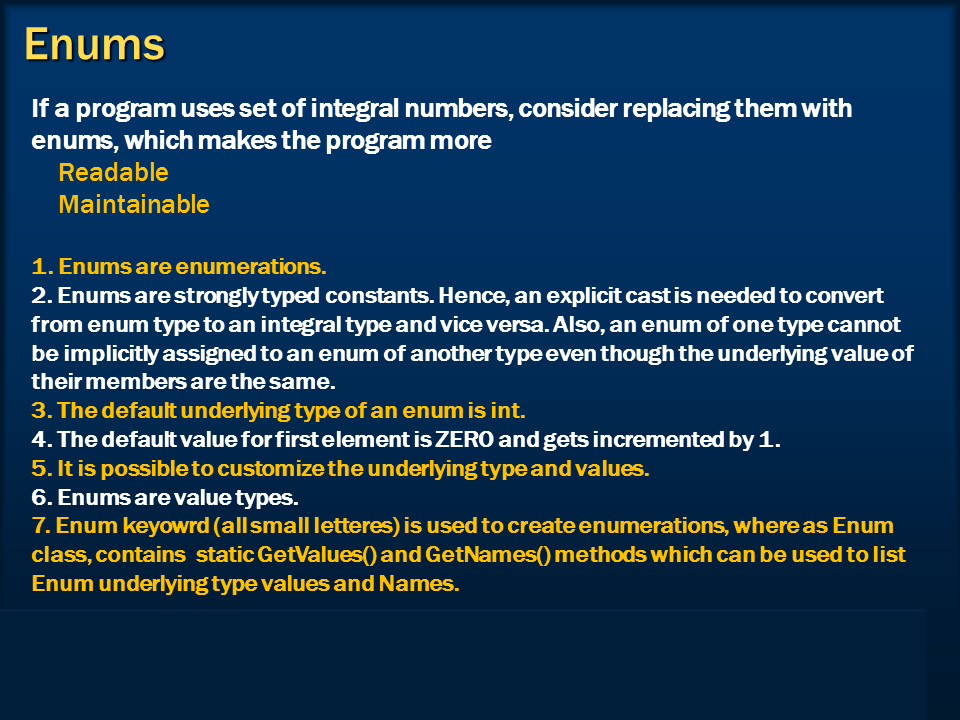 Enums
If a program uses set of integral numbers, consider replacing them with
enums, which makes the program more
Readable
Maintainable
1. Enums are enumerations.
2. Enums are strongly typed constants. Hence, an explicit cast is needed to convert
from enum type to an integral type and vice versa. Also, an enum of one type cannot
be implicitly assigned to an enum of another type even though the underlying value of
their members are the same.
3. The default underlying type of an enum is int.
4. The default value for first element is ZERO and gets incremented by 1.
5. It is possible to customize the underlying type and values.
6. Enums are value types.
7. Enum keyowrd (all small letteres) is used to create enumerations, where as Enum
class, contains static GetValues() and GetNames() methods which can be used to list
Enum underlying type values and Names.